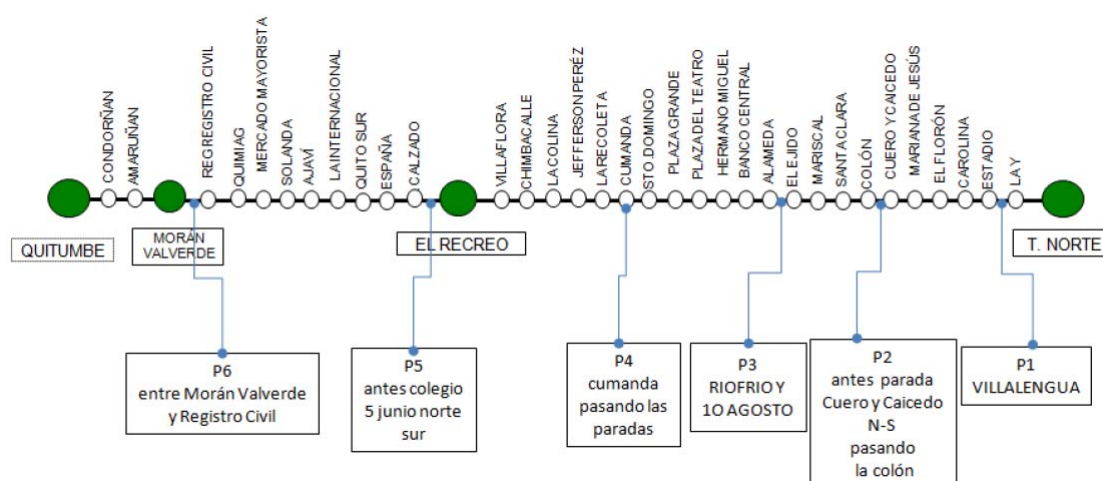 CONDORÑAN
AMARUÑAN
REGREGISTRO CIVIL
QUIMIAG
MERCADO MAYORISTA
SOLANDA
AJAVÍ
LA INTERNACIONAL
QUITO SUR
ESPAÑA
CALZADO
VILLAFLORA
CHIMBACALLE
LA COLINA
JEFFERSON PERÉZ
LA RECOLETA
CUMANDA
STO. DOMINGO
PLAZA GRANDE
PLAZA DEL TEATRO
HERMANO MIGUEL
BANCO CENTRAL
ALAMEDA
EL EJIDO
MARISCAL
SANTA CLARA
COLÓN
CUERO Y CAICEDO
MARIANA DE JESÚS
EL FLORÓN
CAROLINA
ESTADIO
LA Y
QUITUMBE
MORÁN
VALVERDE
EL RECREO
T. NORTE
P6
entre Morán Valverde
y Registro Civil
P5
antes colegio
5 junio norte
sur
P4
cumanda
pasando las
paradas
P3
RIOFRIO Y
1O AGOSTO
P2
antes parada
Cuero y Caicedo
N-S
pasando
la colón
P1
VILLALENGUA